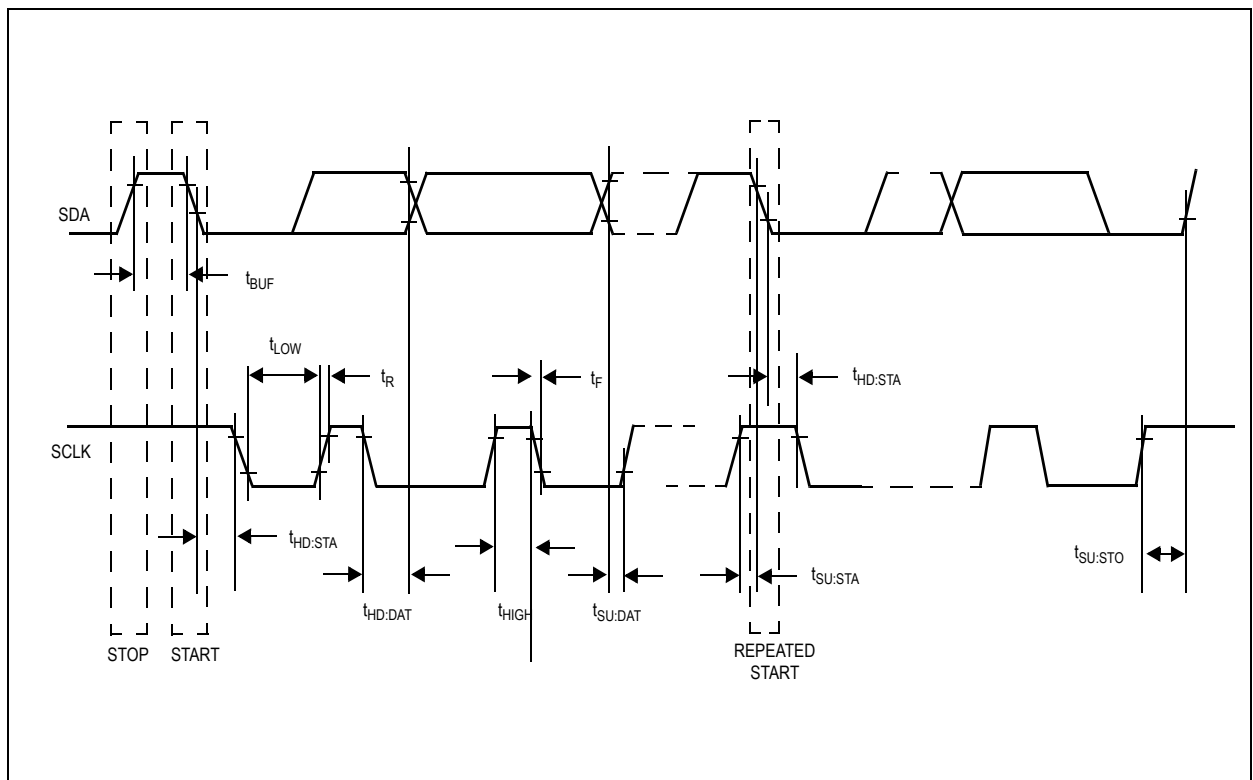 SDA
tBUF
tLOW
tR
tF
tHD:STA
SCLK
tHD:STA
tSU:STA
tSU:STO
tHD:DAT
tHIGH
tSU:DAT
STOP
START
REPEATED
START